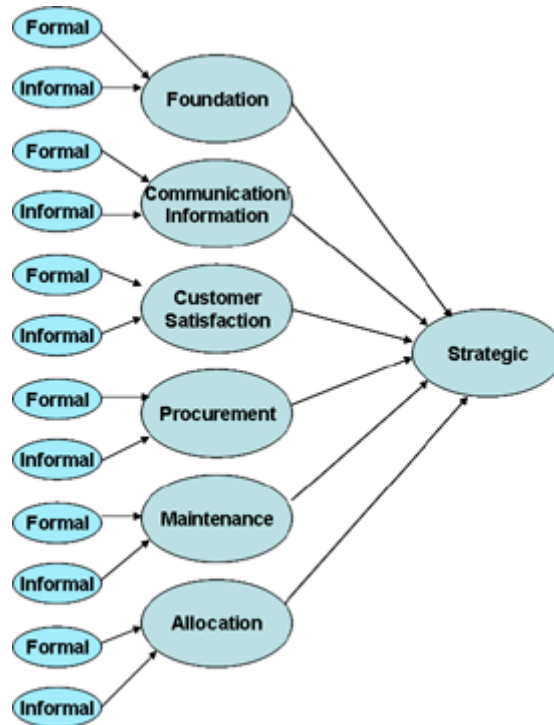 Formal
Informal
Foundation
Formal
Informal
Communication/
Information
Formal
Informal
Customer
Satisfaction
Strategic
Formal
Informal
Procurement
Formal
Informal
Maintenance
Formal
Informal
Allocation